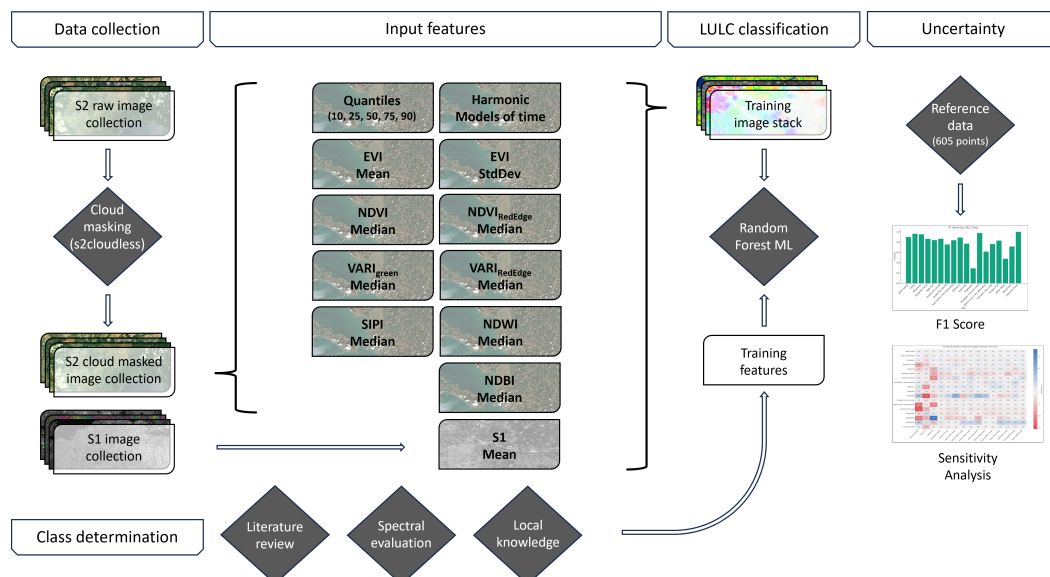 Data collection
Input features
LULC classification
Uncertainty
S2 raw image
collection
Cloud
masking
(s2cloudless)
S2 cloud masked
image collection
S1 image
collection
Quantiles
(10, 25, 50, 75, 90)
Harmonic
Models of time
EVI
Mean
EVI
StdDev
NDVI
Median
NDVIRedEdge
Median
VARIgreen
Median
VARIRedEdge
Median
SIPI
Median
NDWI
Median
NDBI
Median
S1
Mean
Training
image stack
Random
Forest ML
Training
features
Reference
data
(605 points)
F1 Score
Sensitivity
Analysis
Class determination
Literature
review
Spectral
evaluation
Local
knowledge